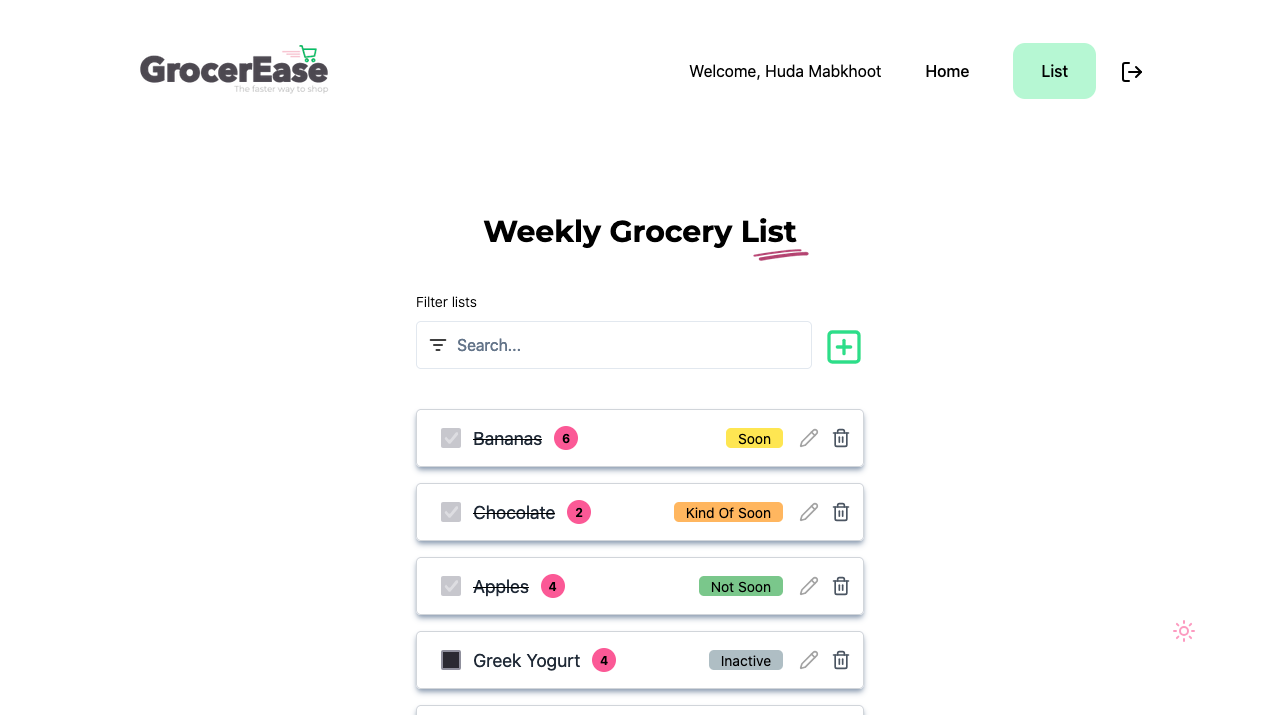 GrocerEase
The faster way to shop
Welcome, Huda Mabkhoot
Home
List
Weekly Grocery List
Filter lists
Search...
Bananas 6 Soon
Chocolate 2 Kind Of Soon
Apples 4 Not Soon
Greek Yogurt 4 Inactive